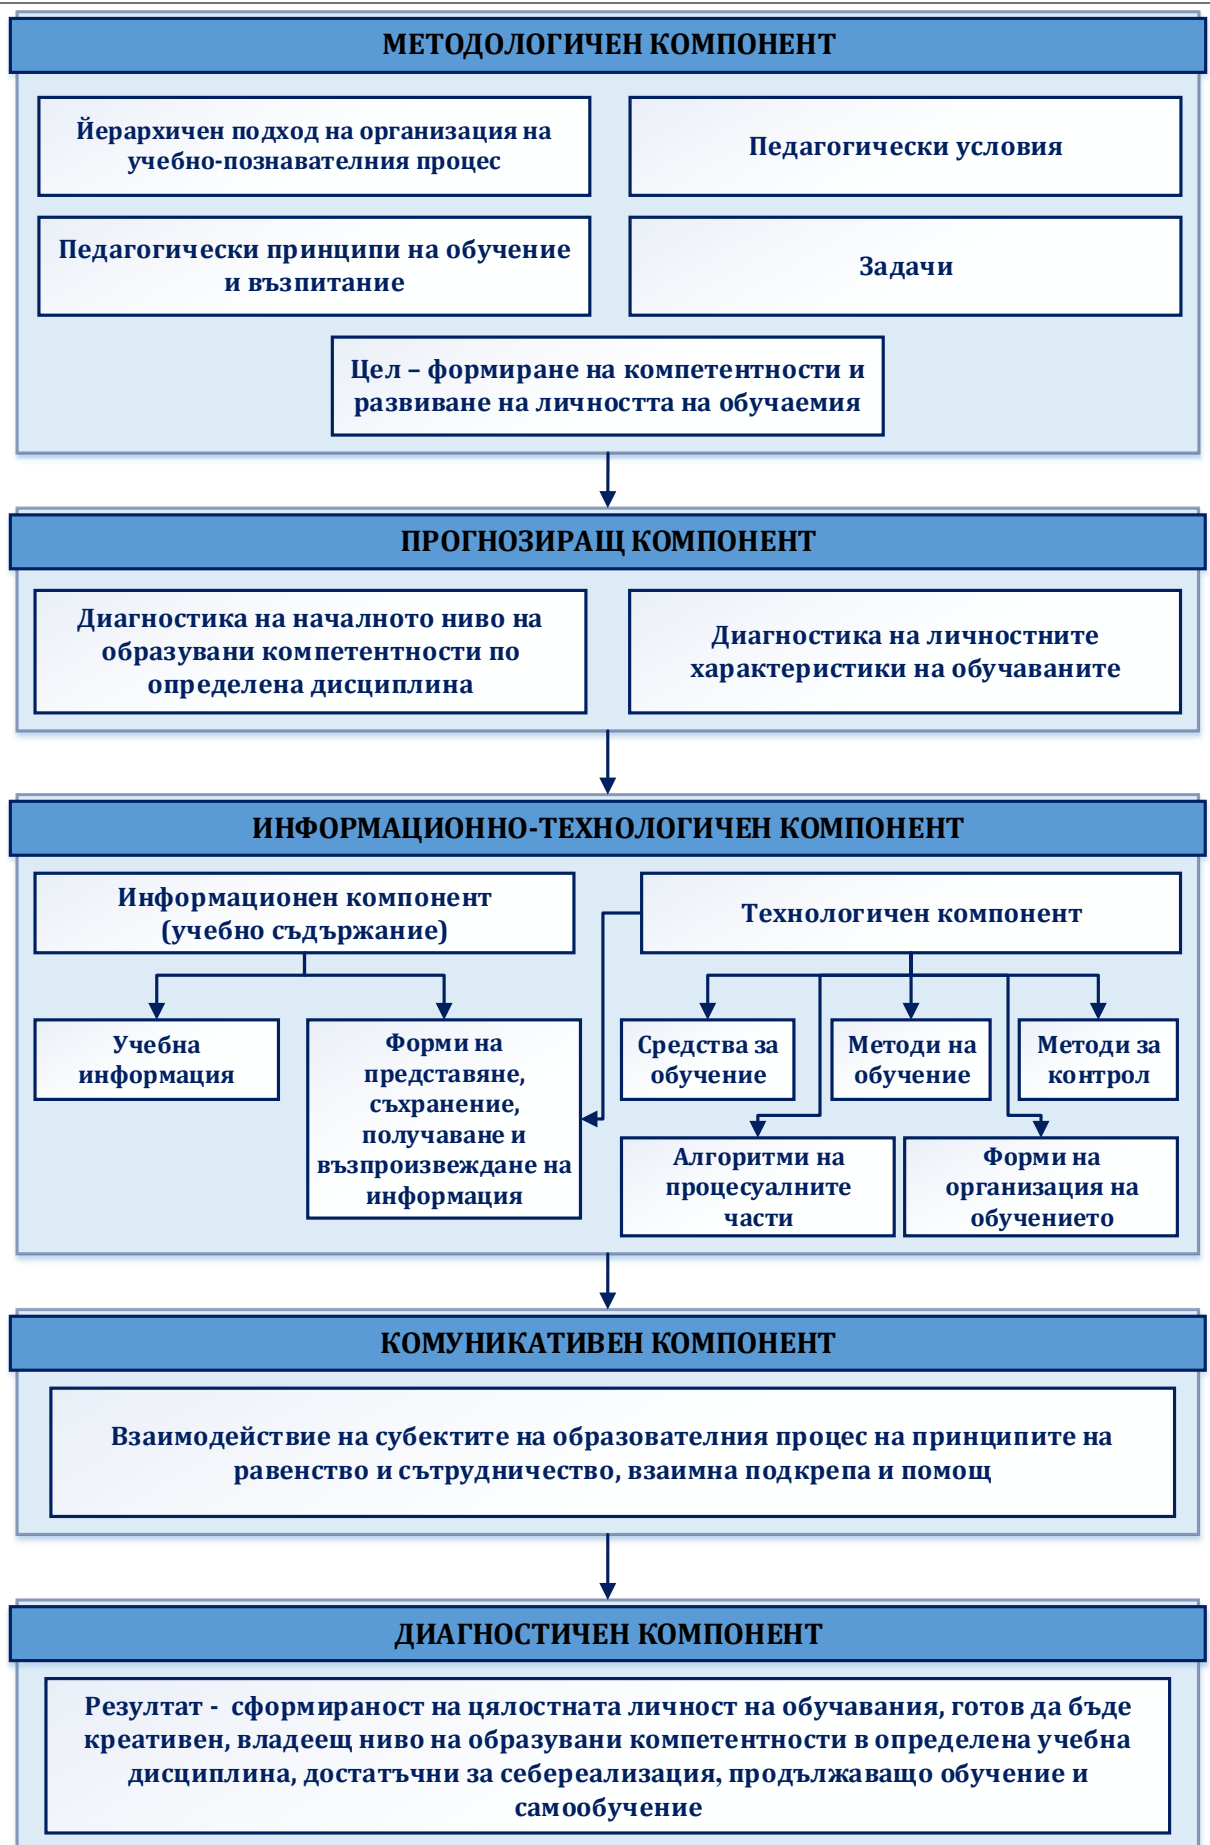 МЕТОДОЛОГИЧЕН КОМПОНЕНТ
Йерархичен подход на организация на
учебно-познавателния процес
Педагогически условия
Педагогически принципи на обучение
и възпитание
Задачи
Цел – формиране на компетентности и
развиване на личността на обучаемия
ПРОГНОЗИРАЩ КОМПОНЕНТ
Диагностика на началното ниво на
образувани компетентности по
определена дисциплина
Диагностика на личностните
характеристики на обучаваните
ИНФОРМАЦИОННО-ТЕХНОЛОГИЧЕН КОМПОНЕНТ
Информационен компонент
(учебно съдържание)
Технологичен компонент
Учебна
информация
Форми на
представяне,
съхранение,
получаване и
възпроизвеждане на
информация
Средства за
обучение
Методи на
обучение
Методи за
контрол
Алгоритми на
процесуалните
части
Форми на
организация на
обучението
КОМУНИКАТИВЕН КОМПОНЕНТ
Взаимодействие на субектите на образователния процес на принципите на
равенство и сътрудничество, взаимна подкрепа и помощ
ДИАГНОСТИЧЕН КОМПОНЕНТ
Резултат - сформираност на цялостната личност на обучавания, готов да бъде
креативен, владеещ ниво на образувани компетентности в определена учебна
дисциплина, достатъчни за себереализация, продължаващо обучение и
самообучение